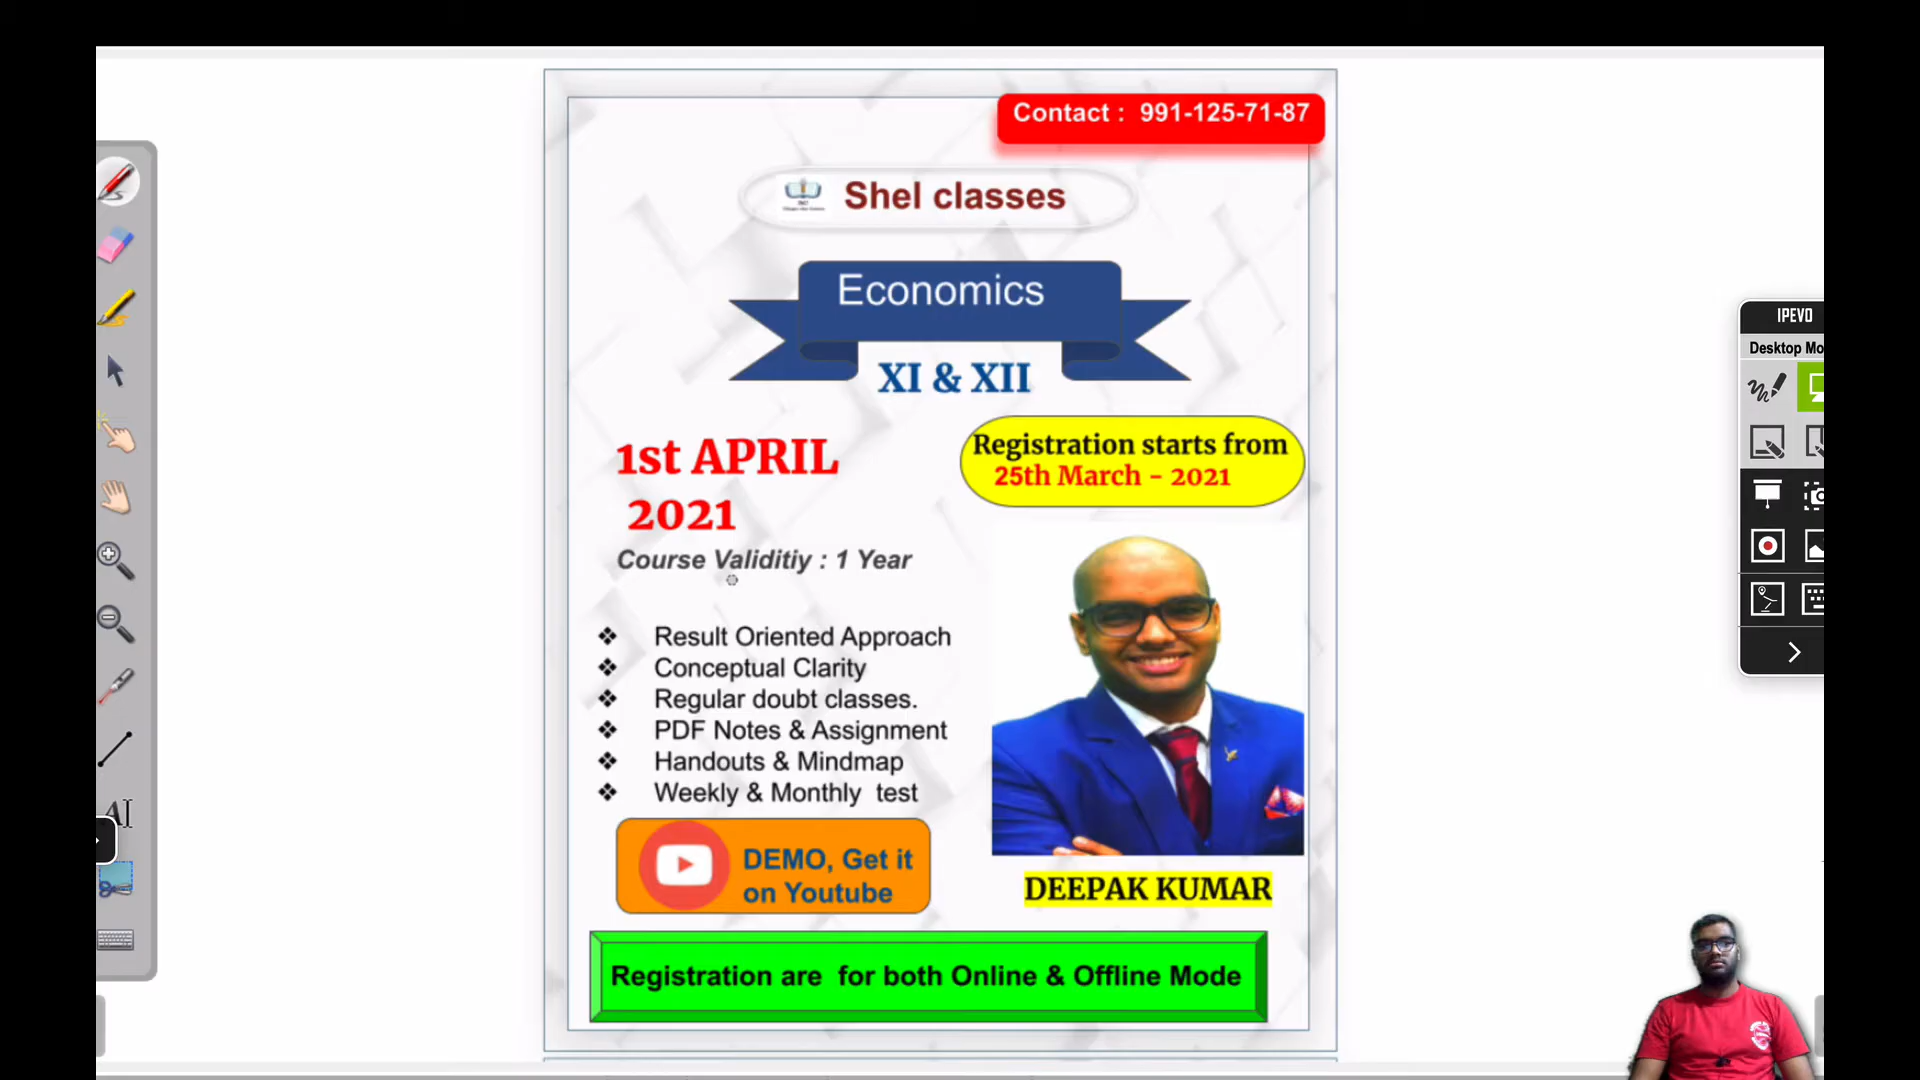 Contact : 991-125-71-87
Shel classes
Economics
XI & XII
1st APRIL
2021
Registration starts from
25th March - 2021
Course Validitiy : 1 Year
❖ Result Oriented Approach
❖ Conceptual Clarity
❖ Regular doubt classes.
❖ PDF Notes & Assignment
❖ Handouts & Mindmap
❖ Weekly & Monthly test
DEMO, Get it
on Youtube
DEEPAK KUMAR
Registration are for both Online & Offline Mode
IPEVO
Desktop Mo
AI